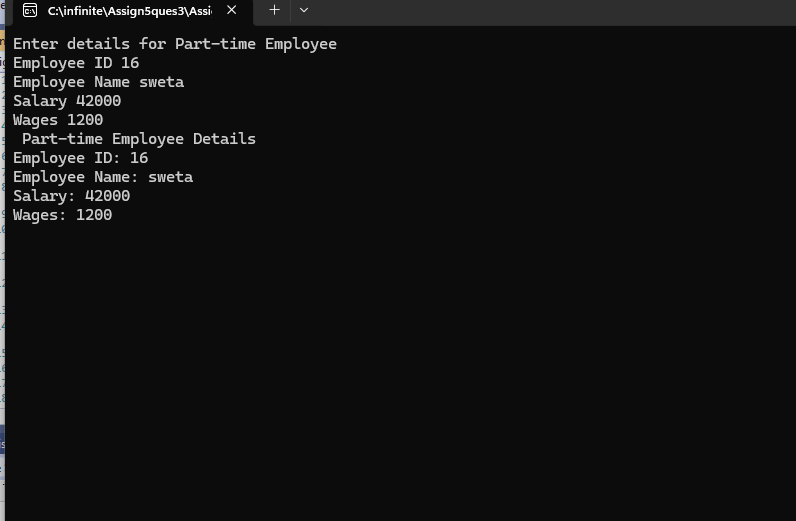 C:\infinite\Assign5ques3\Assi
Enter details for Part-time Employee
Employee ID 16
Employee Name sweta
Salary 42000
Wages 1200
Part-time Employee Details
Employee ID: 16
Employee Name: sweta
Salary: 42000
Wages: 1200